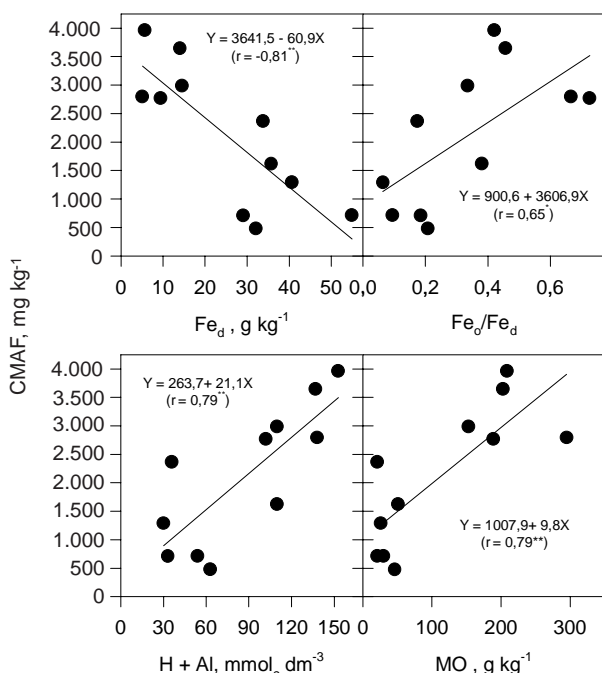 CMAF, mg kg⁻¹
4.000
3.500
3.000
2.500
2.000
1.500
1.000
500
0
Y = 3641,5 - 60,9X
(r = -0,81**)
Y = 900,6 + 3606,9X
(r = 0,65*)
0 10 20 30 40 50 0,0 0,2 0,4 0,6
Fe_d , g kg⁻¹ Fe_o/Fe_d
4.000
3.500
3.000
2.500
2.000
1.500
1.000
500
0
Y = 263,7+ 21,1X
(r = 0,79**)
Y = 1007,9+ 9,8X
(r = 0,79**)
0 30 60 90 120 150 100 200 300
H + Al, mmol_c dm⁻³ MO , g kg⁻¹